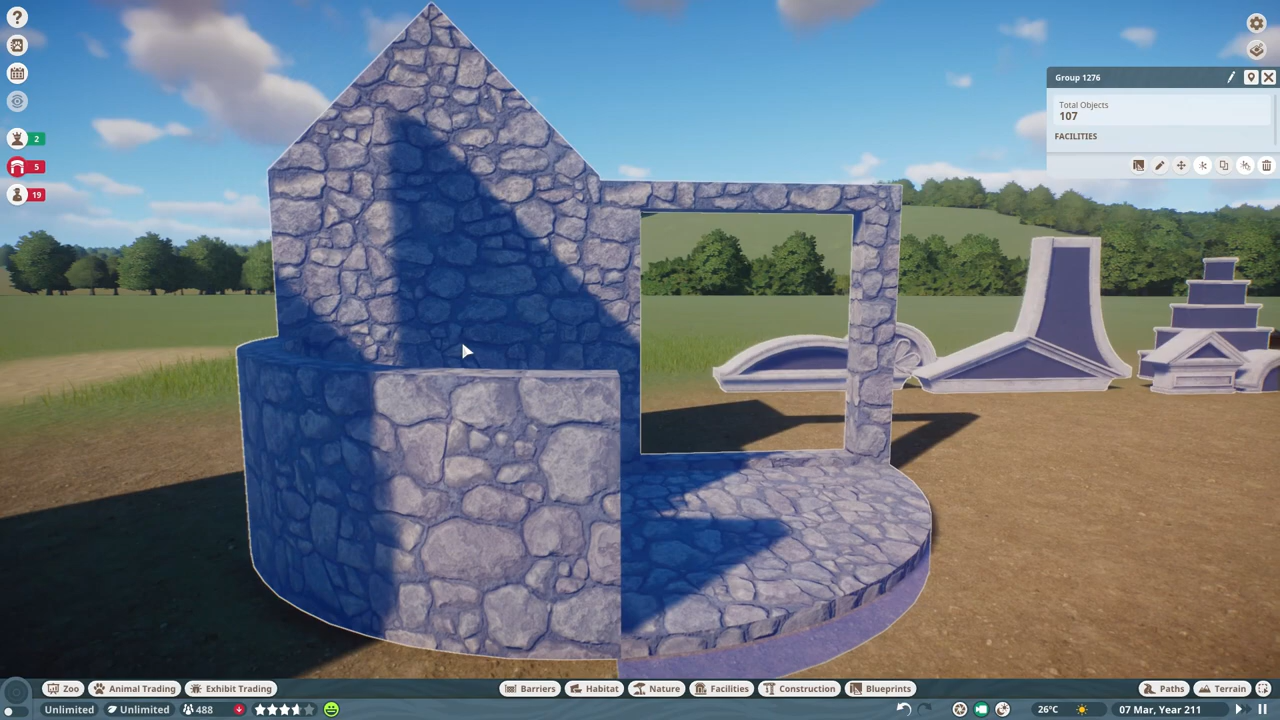 ?
Group 1276
Total Objects
107
FACILITIES
2
5
19
Zoo
Animal Trading
Exhibit Trading
Barriers
Habitat
Nature
Facilities
Construction
Blueprints
Paths
Terrain
Unlimited
Unlimited
488
26°C
07 Mar, Year 211